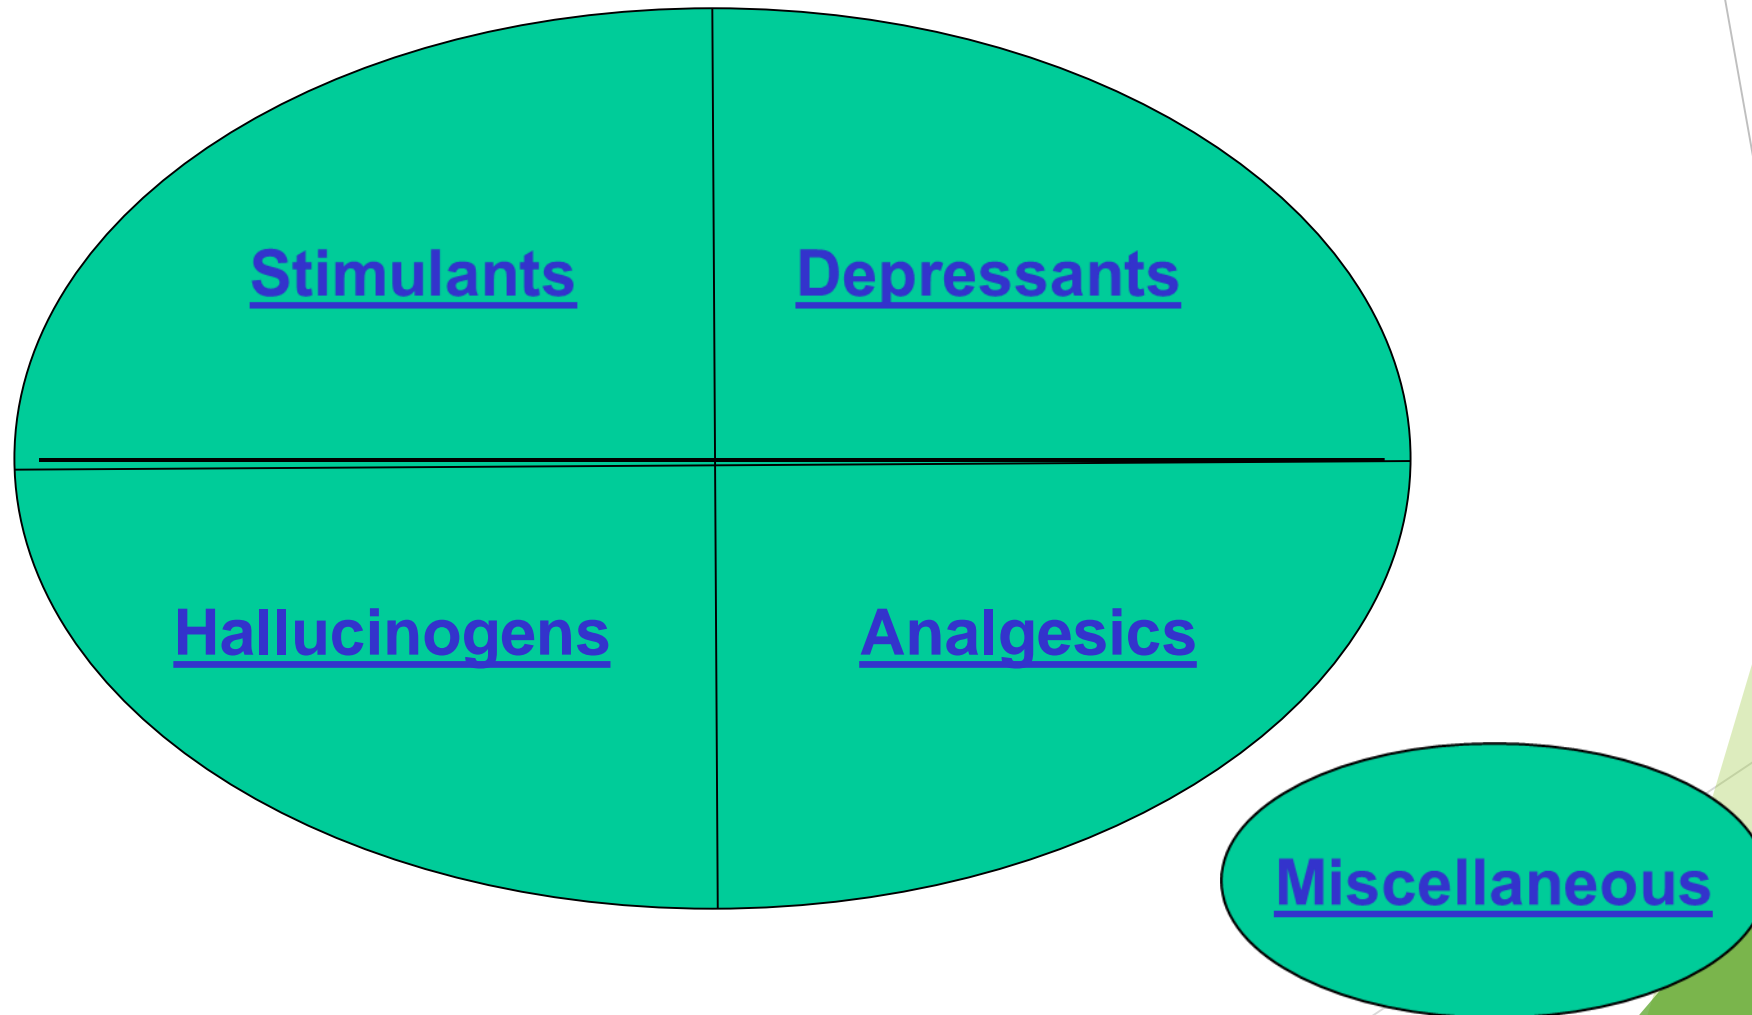 Stimulants
Depressants
Hallucinogens
Analgesics
Miscellaneous